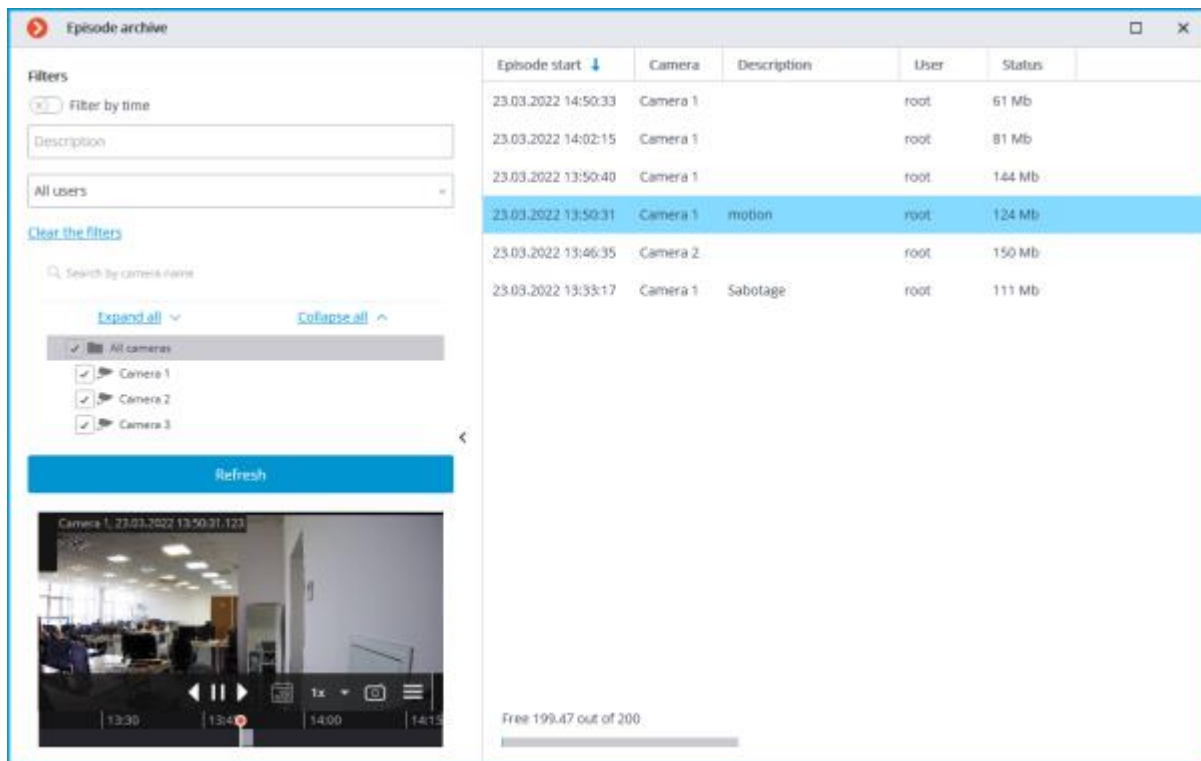 Episode archive
Filters
Filter by time
Description
All users
Clear the filters
Search by camera name
Expand all
Collapse all
All cameras
Camera 1
Camera 2
Camera 3
Refresh
Camera 1, 23.03.2022 13:50:31.123
1x
13:30 13:45 14:00 14:15
Episode start Camera Description User Status
23.03.2022 14:50:33 Camera 1 root 61 Mb
23.03.2022 14:02:15 Camera 1 root 81 Mb
23.03.2022 13:50:40 Camera 1 root 144 Mb
23.03.2022 13:50:31 Camera 1 motion root 124 Mb
23.03.2022 13:46:35 Camera 2 root 150 Mb
23.03.2022 13:33:17 Camera 1 Sabotage root 111 Mb
Free 199.47 out of 200